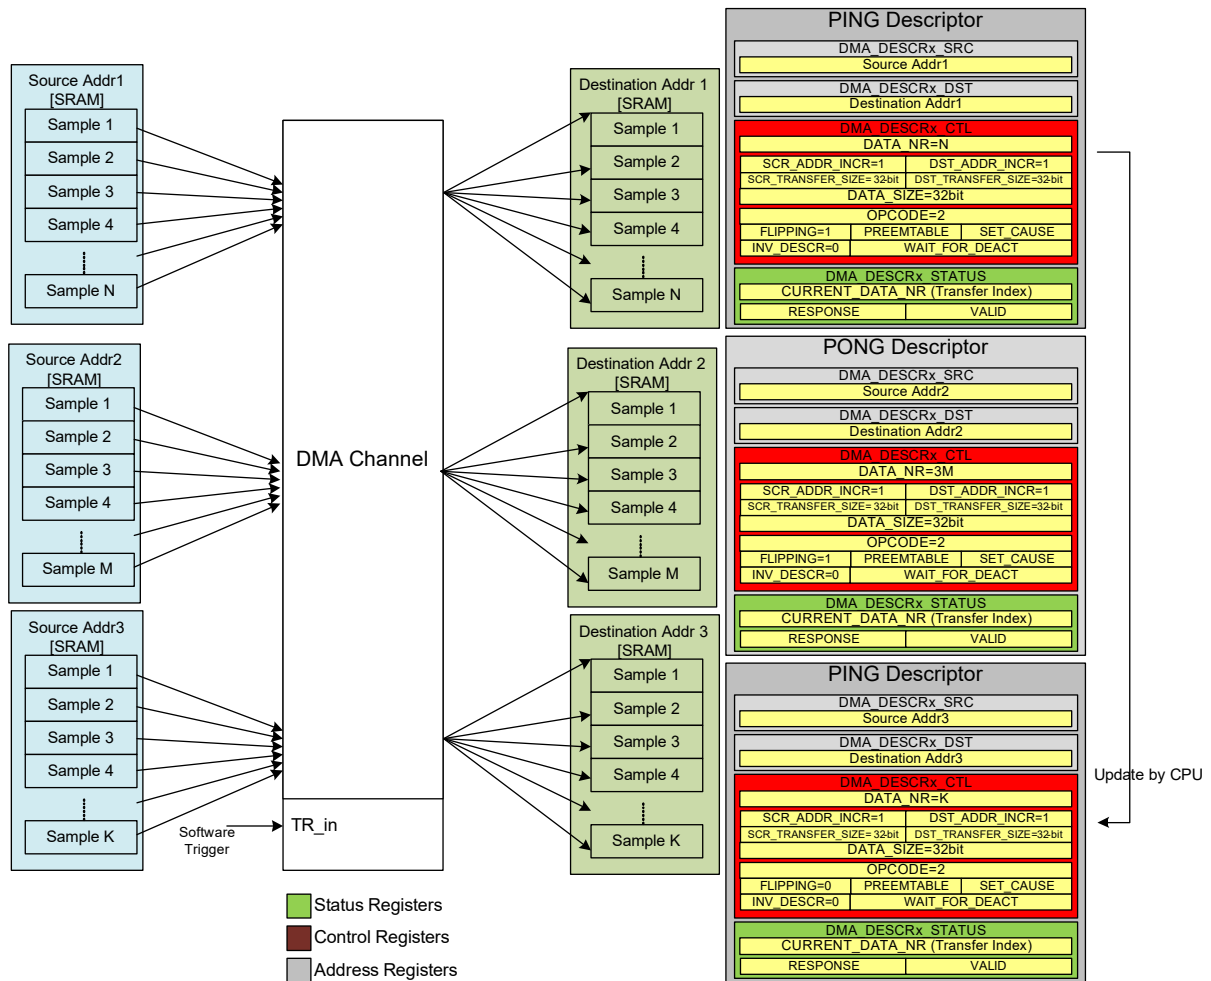 Source Addr1
[SRAM]
Sample 1
Sample 2
Sample 3
Sample 4
Sample N
Source Addr2
[SRAM]
Sample 1
Sample 2
Sample 3
Sample 4
Sample M
Source Addr3
[SRAM]
Sample 1
Sample 2
Sample 3
Sample 4
Sample K
Software
Trigger
DMA Channel
TR_in
Status Registers
Control Registers
Address Registers
Destination Addr 1
[SRAM]
Sample 1
Sample 2
Sample 3
Sample 4
Sample N
Destination Addr 2
[SRAM]
Sample 1
Sample 2
Sample 3
Sample 4
Sample M
Destination Addr 3
[SRAM]
Sample 1
Sample 2
Sample 3
Sample 4
Sample K
PING Descriptor
DMA_DESCRx_SRC
Source Addr1
DMA_DESCRx_DST
Destination Addr1
DMA_DESCRx_CTL
DATA_NR=N
SCR_ADDR_INCR=1 DST_ADDR_INCR=1
SCR_TRANSFER_SIZE=32-bit DST_TRANSFER_SIZE=32-bit
DATA_SIZE=32bit
OPCODE=2
FLIPPING=1 PREEMTABLE SET_CAUSE
INV_DESCR=0 WAIT_FOR_DEACT
DMA_DESCRx_STATUS
CURRENT_DATA_NR (Transfer Index)
RESPONSE VALID
PONG Descriptor
DMA_DESCRx_SRC
Source Addr2
DMA_DESCRx_DST
Destination Addr2
DMA_DESCRx_CTL
DATA_NR=3M
SCR_ADDR_INCR=1 DST_ADDR_INCR=1
SCR_TRANSFER_SIZE=32-bit DST_TRANSFER_SIZE=32-bit
DATA_SIZE=32bit
OPCODE=2
FLIPPING=1 PREEMTABLE SET_CAUSE
INV_DESCR=0 WAIT_FOR_DEACT
DMA_DESCRx_STATUS
CURRENT_DATA_NR (Transfer Index)
RESPONSE VALID
PING Descriptor
DMA_DESCRx_SRC
Source Addr3
DMA_DESCRx_DST
Destination Addr3
DMA_DESCRx_CTL
DATA_NR=K
SCR_ADDR_INCR=1 DST_ADDR_INCR=1
SCR_TRANSFER_SIZE=32-bit DST_TRANSFER_SIZE=32-bit
DATA_SIZE=32bit
OPCODE=2
FLIPPING=0 PREEMTABLE SET_CAUSE
INV_DESCR=0 WAIT_FOR_DEACT
DMA_DESCRx_STATUS
CURRENT_DATA_NR (Transfer Index)
RESPONSE VALID
Update by CPU